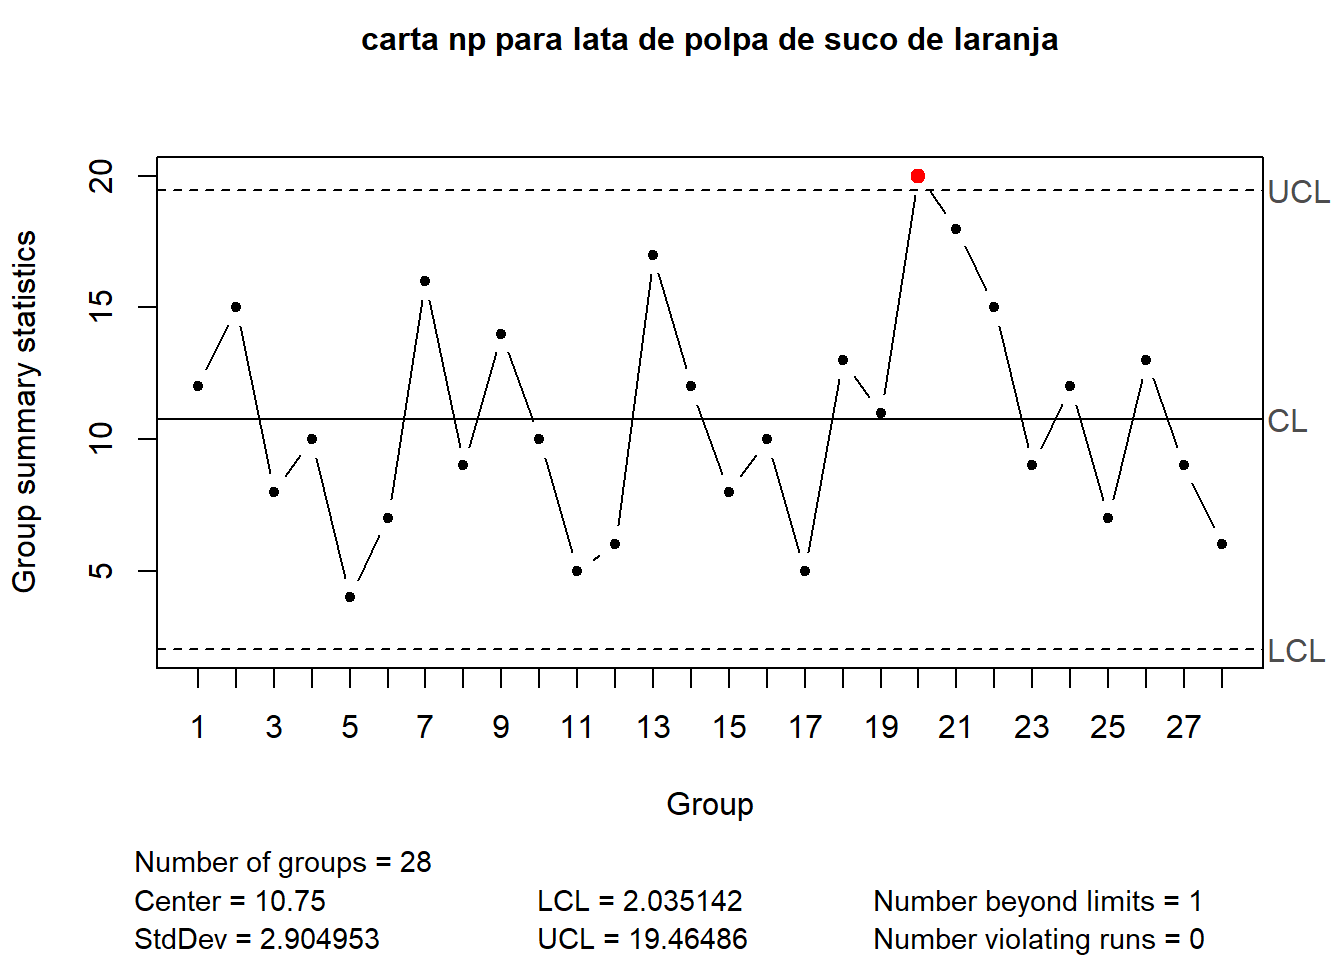 carta np para lata de polpa de suco de laranja
Group summary statistics
20
15
10
5
UCL
CL
LCL
1 3 5 7 9 11 13 15 17 19 21 23 25 27
Group
Number of groups = 28
Center = 10.75 LCL = 2.035142 Number beyond limits = 1
StdDev = 2.904953 UCL = 19.46486 Number violating runs = 0